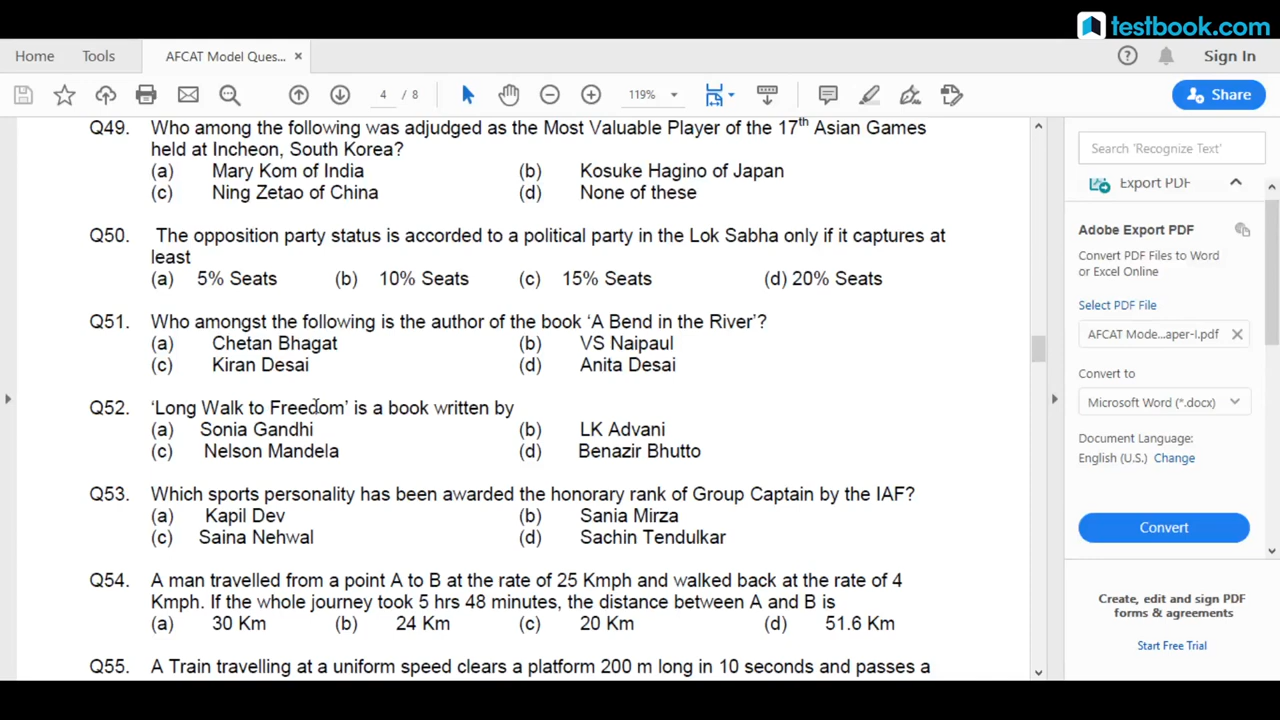 testbook.com
Home Tools AFCAT Model Ques... × Sign In
4 / 8 119% Share
Q49. Who among the following was adjudged as the Most Valuable Player of the 17th Asian Games
held at Incheon, South Korea?
(a) Mary Kom of India (b) Kosuke Hagino of Japan
(c) Ning Zetao of China (d) None of these
Q50. The opposition party status is accorded to a political party in the Lok Sabha only if it captures at
least
(a) 5% Seats (b) 10% Seats (c) 15% Seats (d) 20% Seats
Q51. Who amongst the following is the author of the book ‘A Bend in the River’?
(a) Chetan Bhagat (b) VS Naipaul
(c) Kiran Desai (d) Anita Desai
Q52. ‘Long Walk to Freedom’ is a book written by
(a) Sonia Gandhi (b) LK Advani
(c) Nelson Mandela (d) Benazir Bhutto
Q53. Which sports personality has been awarded the honorary rank of Group Captain by the IAF?
(a) Kapil Dev (b) Sania Mirza
(c) Saina Nehwal (d) Sachin Tendulkar
Q54. A man travelled from a point A to B at the rate of 25 Kmph and walked back at the rate of 4
Kmph. If the whole journey took 5 hrs 48 minutes, the distance between A and B is
(a) 30 Km (b) 24 Km (c) 20 Km (d) 51.6 Km
Q55. A Train travelling at a uniform speed clears a platform 200 m long in 10 seconds and passes a
Search 'Recognize Text'
Export PDF
Adobe Export PDF
Convert PDF Files to Word
or Excel Online
Select PDF File
AFCAT Mode...aper-I.pdf
Convert to
Microsoft Word (*.docx)
Document Language:
English (U.S.) Change
Convert
Create, edit and sign PDF
forms & agreements
Start Free Trial